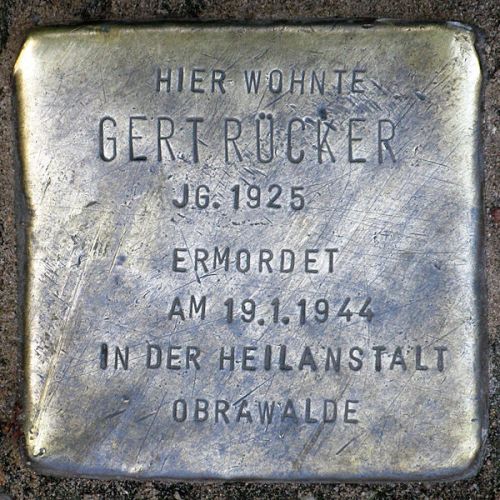 HIER WOHNTE
GERT RÜCKER
JG. 1925
ERMORDET
AM 19.1.1944
IN DER HEILANSTALT
OBRAWALDE